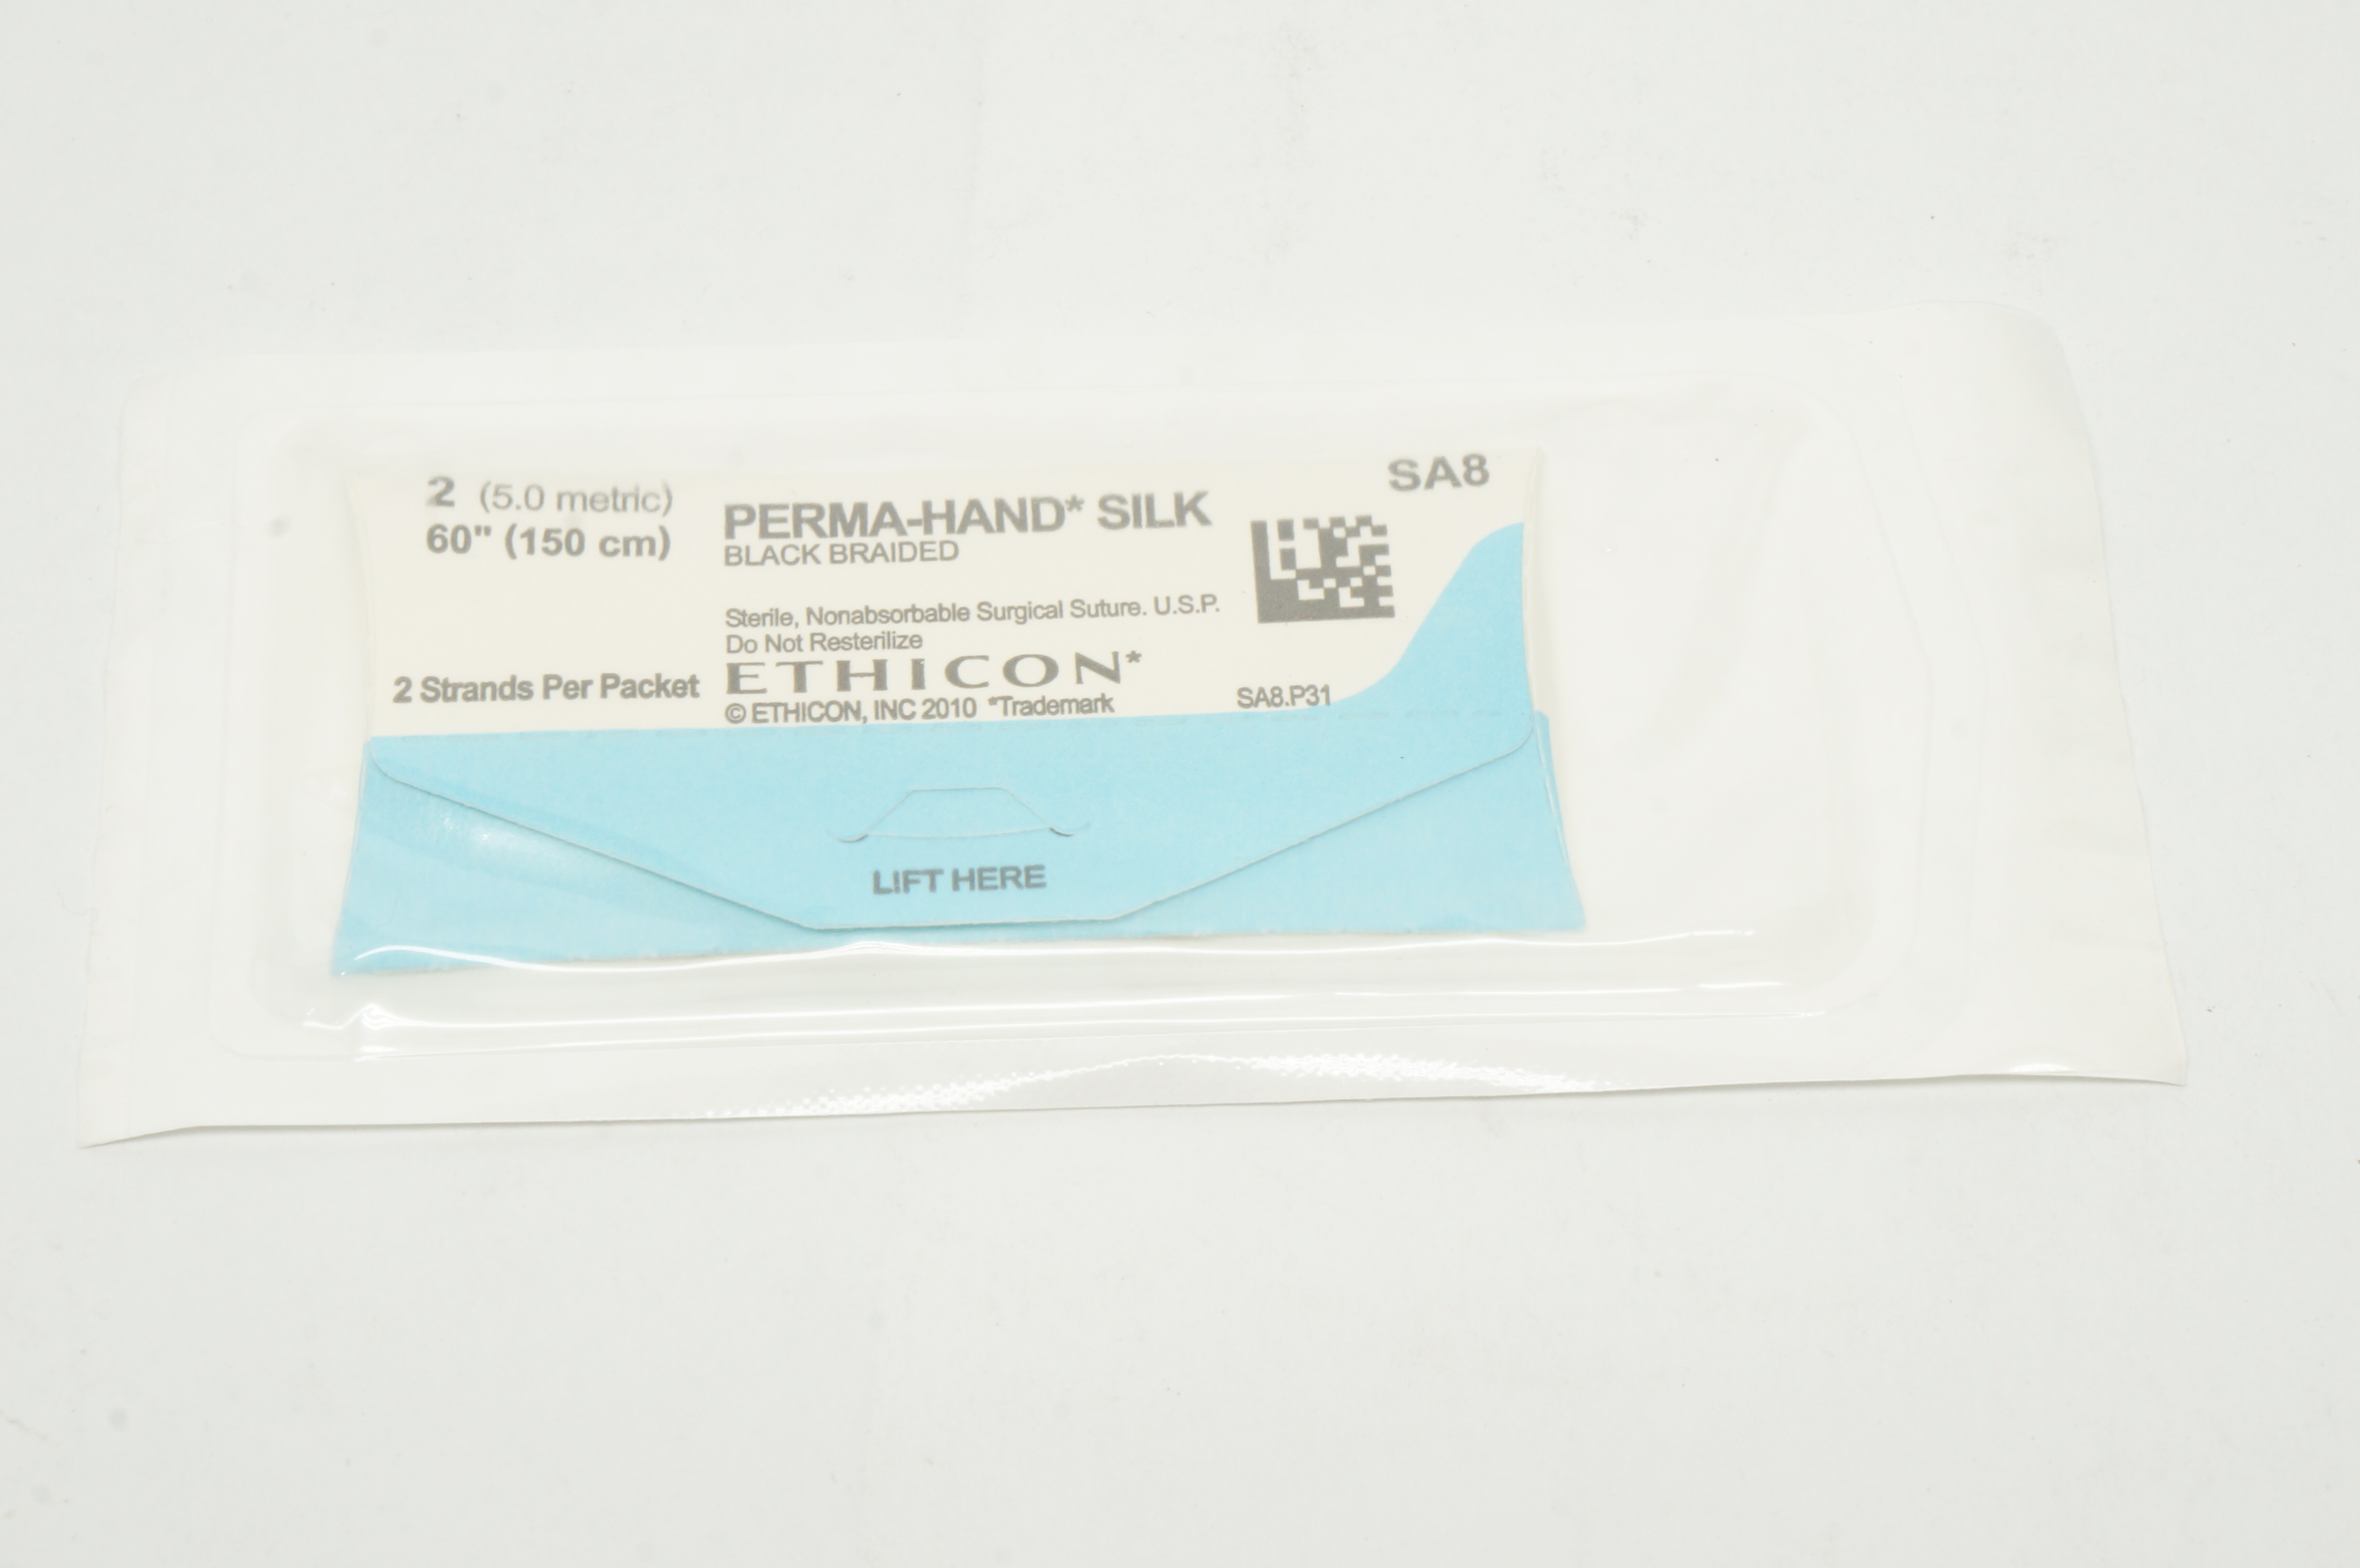 2 (5.0 metric)
60" (150 cm)
2 Strands Per Packet
PERMA-HAND* SILK
BLACK BRAIDED
Sterile, Nonabsorbable Surgical Suture. U.S.P.
Do Not Resterilize
ETHICON*
© ETHICON, INC 2010 *Trademark
SA8
SA8.P31
LIFT HERE